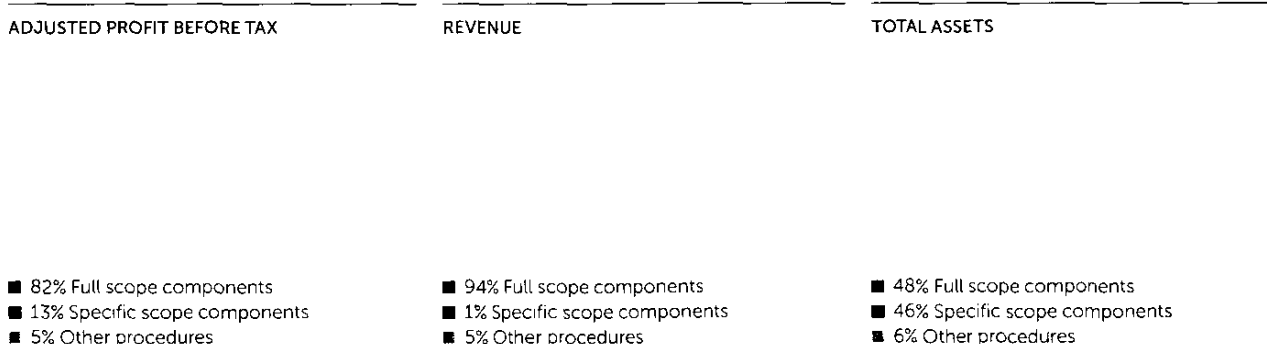 ADJUSTED PROFIT BEFORE TAX
82% Full scope components
13% Specific scope components
5% Other procedures
REVENUE
94% Full scope components
1% Specific scope components
5% Other procedures
TOTAL ASSETS
48% Full scope components
46% Specific scope components
6% Other procedures